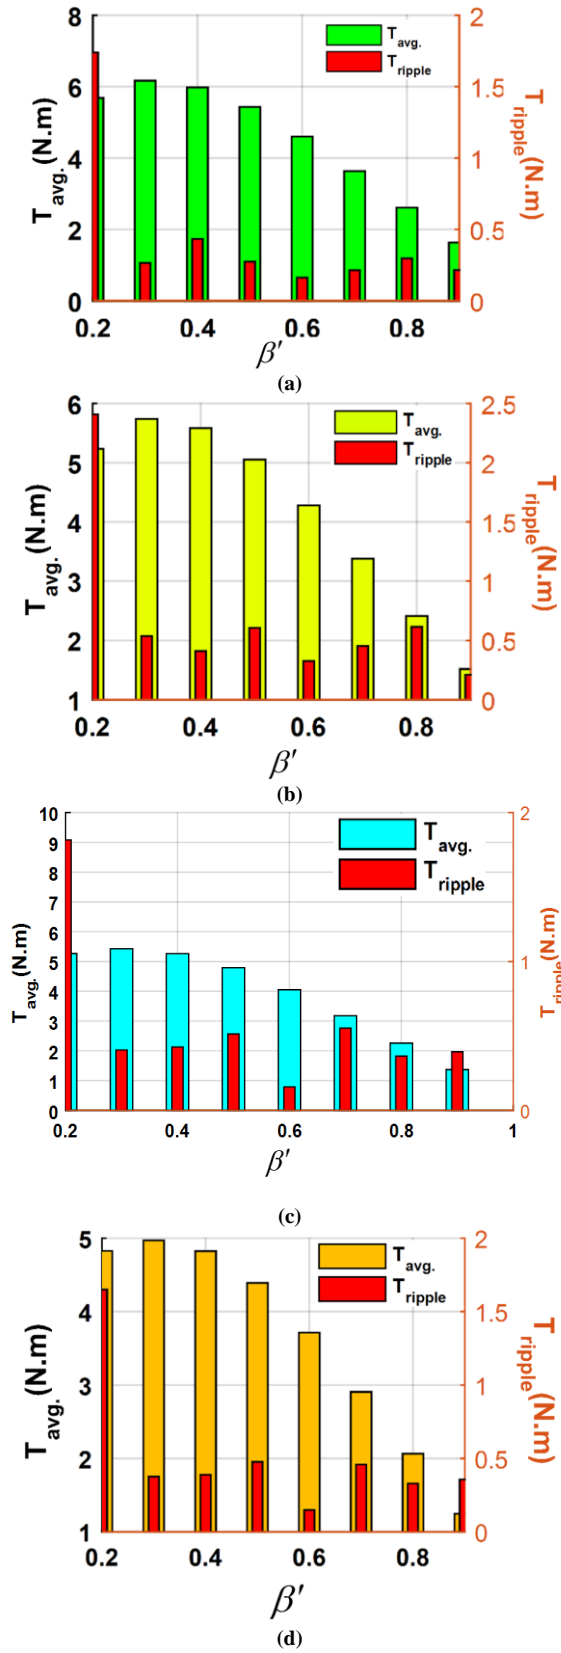 8
6
4
2
0
T avg. (N.m)
2
1.5
1
0.5
0
T ripple (N.m)
T avg.
T ripple
0.2 0.4 0.6 0.8
β'
(a)
6
5
4
3
2
1
T avg. (N.m)
2.5
2
1.5
1
0.5
0
T ripple (N.m)
T avg.
T ripple
0.2 0.4 0.6 0.8
β'
(b)
10
9
8
7
6
5
4
3
2
1
0
T avg. (N.m)
2
1
0
T ripple (N.m)
T avg.
T ripple
0.2 0.4 0.6 0.8 1
β'
(c)
5
4
3
2
1
T avg. (N.m)
2
1.5
1
0.5
0
T ripple (N.m)
T avg.
T ripple
0.2 0.4 0.6 0.8
β'
(d)